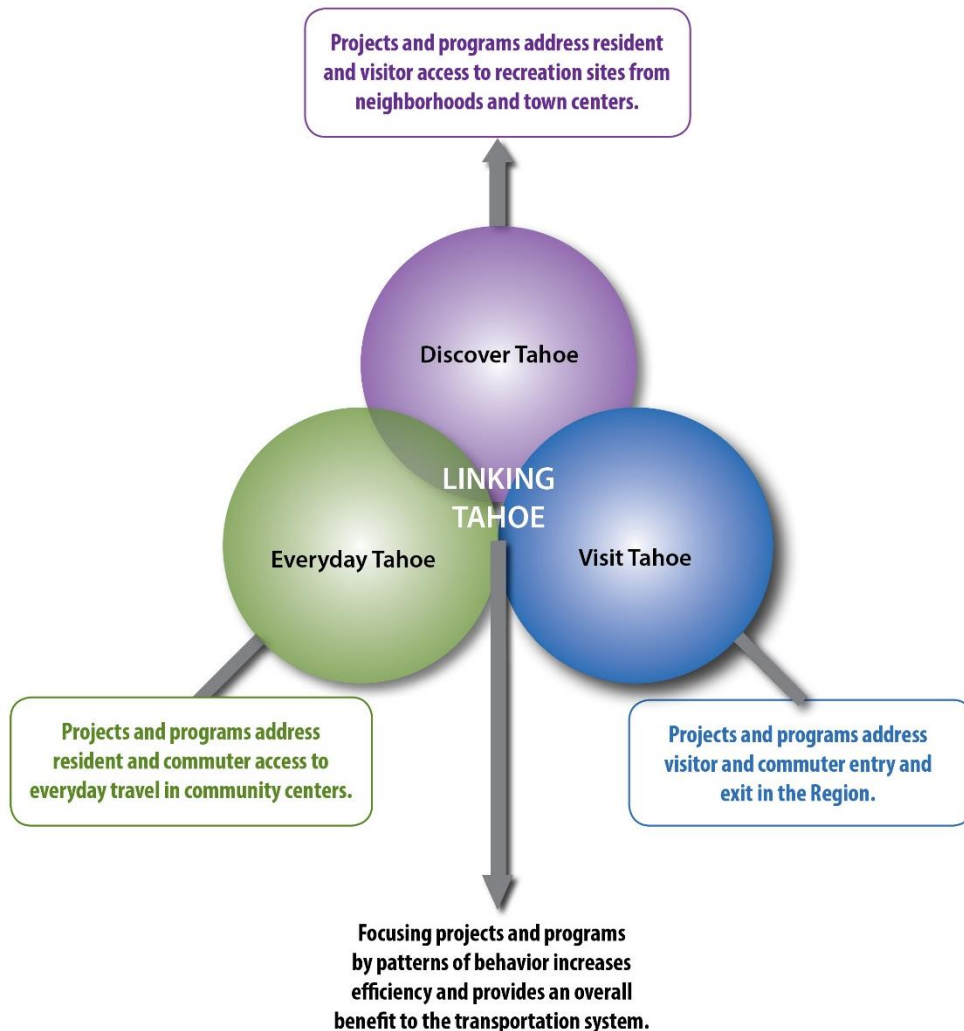 Projects and programs address resident
and visitor access to recreation sites from
neighborhoods and town centers.
Discover Tahoe
LINKING
TAHOE
Everyday Tahoe
Visit Tahoe
Projects and programs address
resident and commuter access to
everyday travel in community centers.
Projects and programs address
visitor and commuter entry and
exit in the Region.
Focusing projects and programs
by patterns of behavior increases
efficiency and provides an overall
benefit to the transportation system.